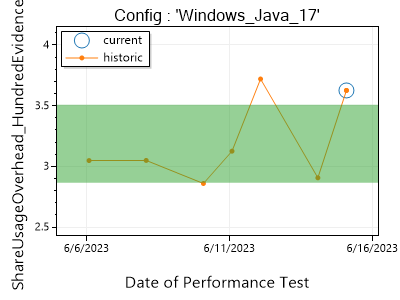 Config : 'Windows_Java_17'
current
historic
ShareUsageOverhead_HundredEvidence
4
3.5
3
2.5
6/6/2023
6/11/2023
6/16/2023
Date of Performance Test